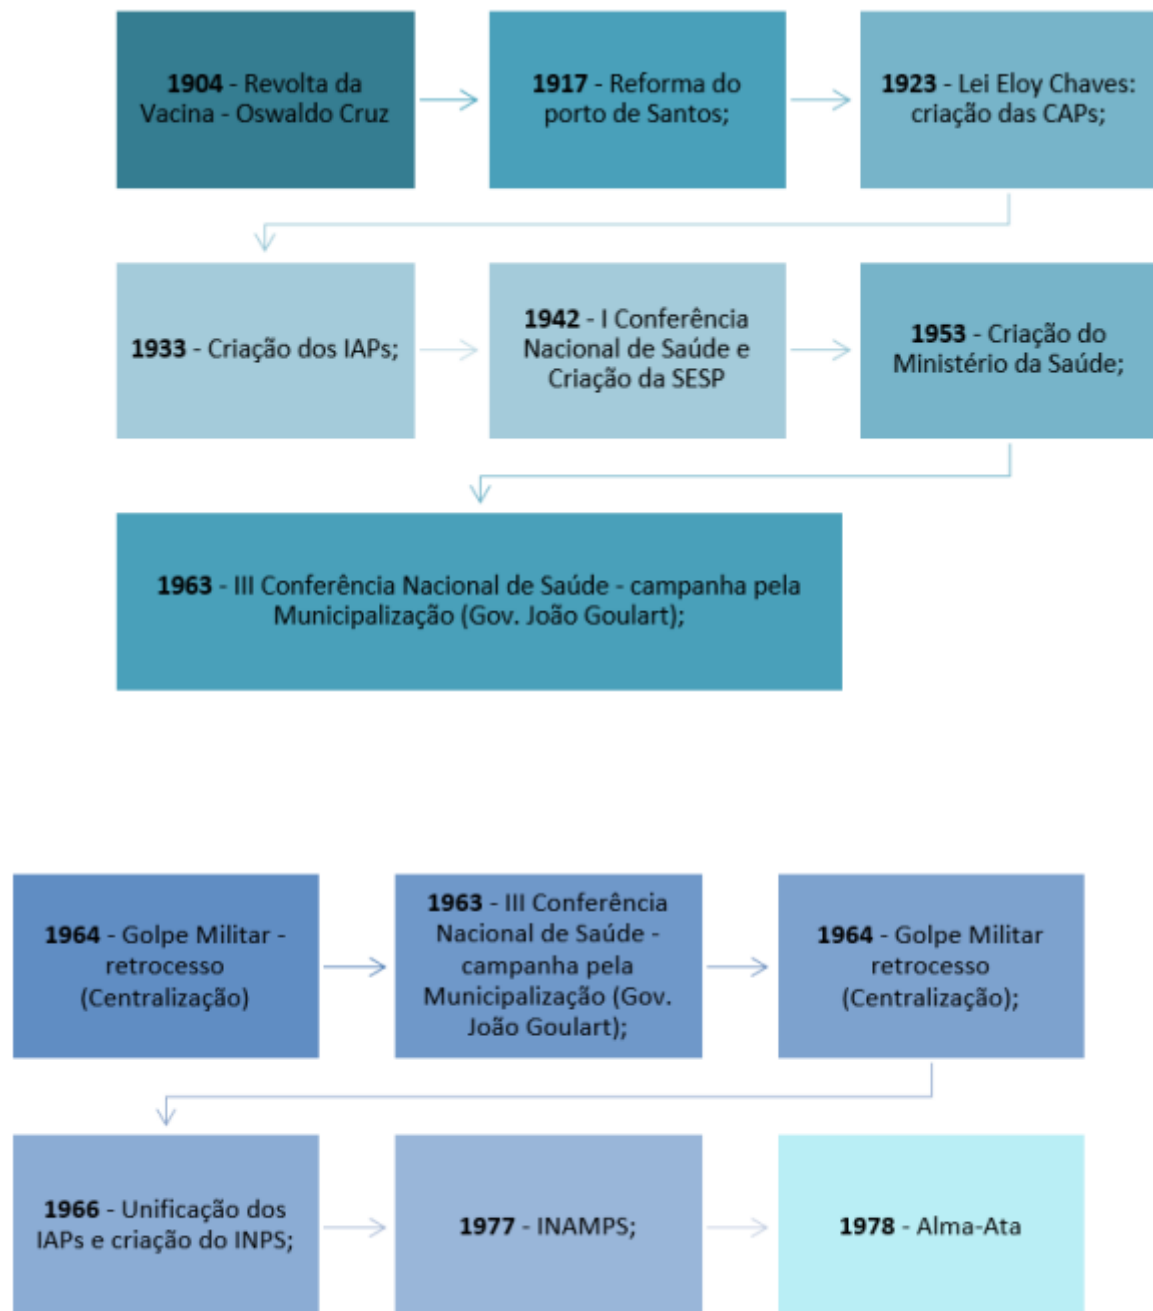 1904 - Revolta da
Vacina - Oswaldo Cruz
1917 - Reforma do
porto de Santos;
1923 - Lei Eloy Chaves:
criação das CAPs;
1933 - Criação dos IAPs;
1942 - I Conferência
Nacional de Saúde e
Criação da SESP
1953 - Criação do
Ministério da Saúde;
1963 - III Conferência Nacional de Saúde - campanha pela
Municipalização (Gov. João Goulart);
1964 - Golpe Militar -
retrocesso
(Centralização)
1963 - III Conferência
Nacional de Saúde -
campanha pela
Municipalização (Gov.
João Goulart);
1964 - Golpe Militar
retrocesso
(Centralização);
1966 - Unificação dos
IAPs e criação do INPS;
1977 - INAMPS;
1978 - Alma-Ata